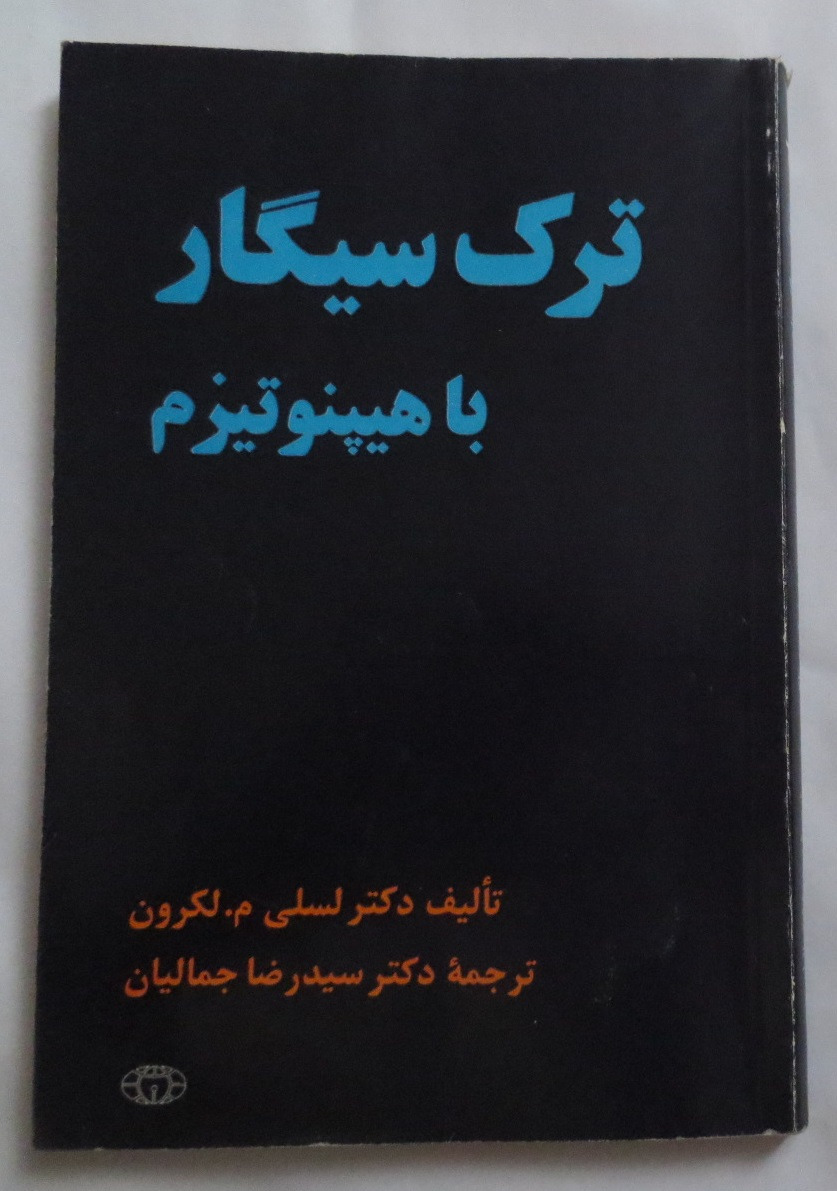 ترک سیگار
با هیپنوتیزم
تألیف دکتر لسلی م. لکرون
ترجمهٔ دکتر سیدرضا جمالیان